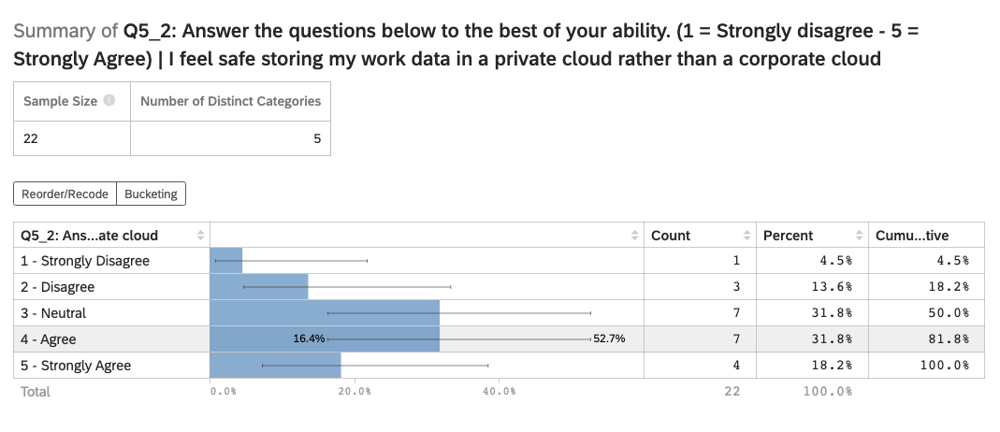 Summary of Q5_2: Answer the questions below to the best of your ability. (1 = Strongly disagree - 5 =
Strongly Agree) | I feel safe storing my work data in a private cloud rather than a corporate cloud
Sample Size Number of Distinct Categories
22 5
Reorder/Recode Bucketing
Q5_2: Ans...ate cloud Count Percent Cumu...tive
1 - Strongly Disagree 1 4.5% 4.5%
2 - Disagree 3 13.6% 18.2%
3 - Neutral 7 31.8% 50.0%
4 - Agree 16.4% 52.7% 7 31.8% 81.8%
5 - Strongly Agree 4 18.2% 100.0%
Total 0.0% 20.0% 40.0% 22 100.0%